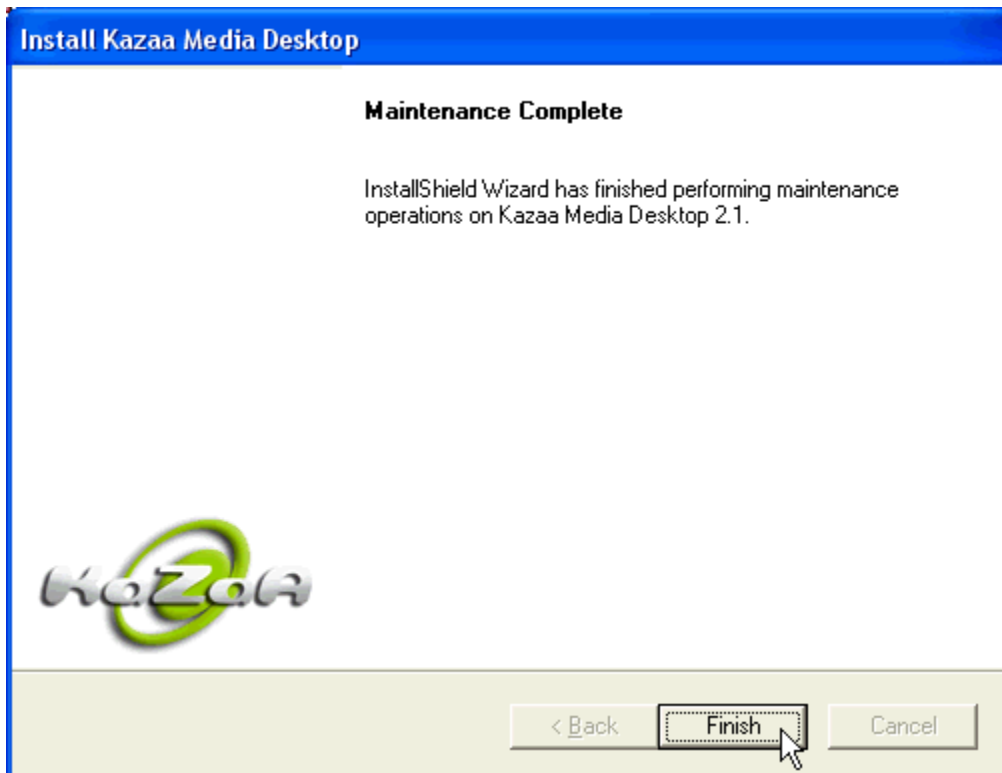 Install Kazaa Media Desktop
Maintenance Complete
InstallShield Wizard has finished performing maintenance
operations on Kazaa Media Desktop 2.1.
KaZaA
< Back
Finish
Cancel